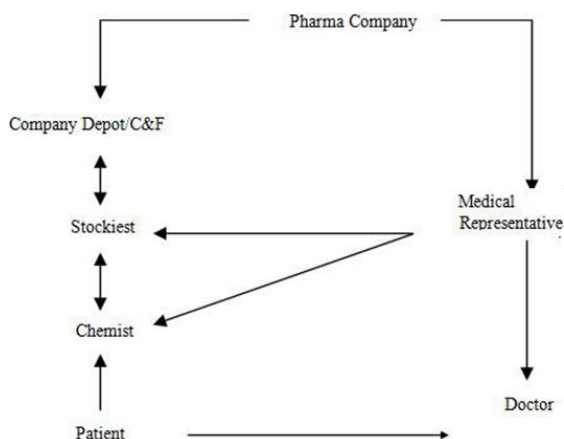 Pharma Company
Company Depot/C&F
Medical
Representative
Stockiest
Chemist
Doctor
Patient